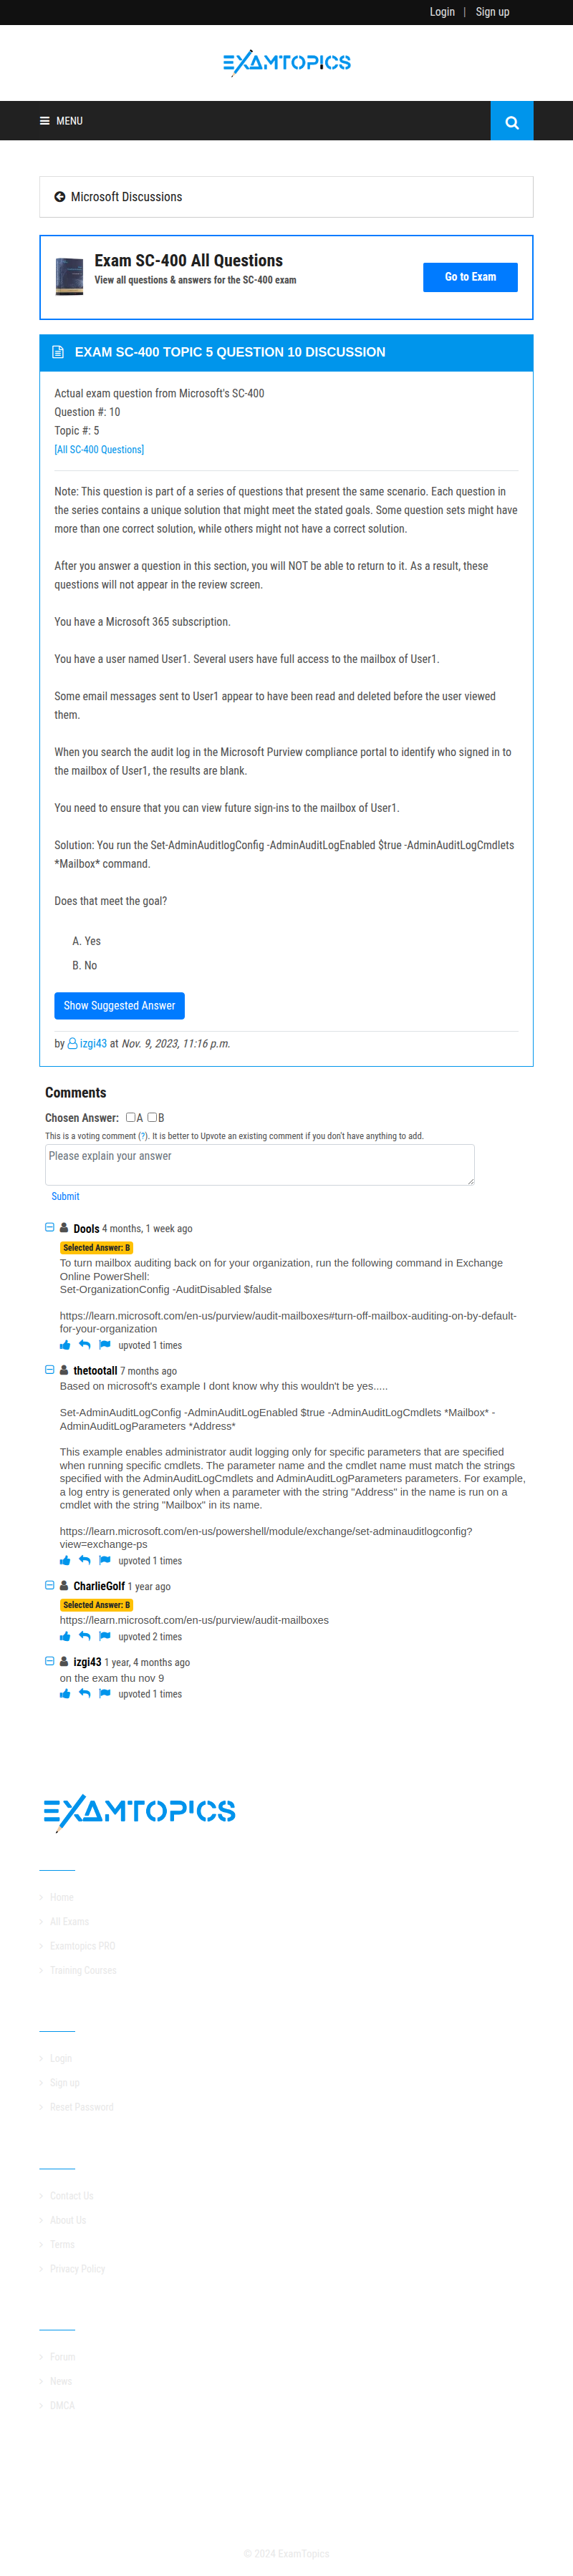 Login | Sign up
EXAMTOPICS
MENU
Microsoft Discussions
Exam SC-400 All Questions
View all questions & answers for the SC-400 exam
Go to Exam
EXAM SC-400 TOPIC 5 QUESTION 10 DISCUSSION
Actual exam question from Microsoft's SC-400
Question #: 10
Topic #: 5
[All SC-400 Questions]
Note: This question is part of a series of questions that present the same scenario. Each question in
the series contains a unique solution that might meet the stated goals. Some question sets might have
more than one correct solution, while others might not have a correct solution.
After you answer a question in this section, you will NOT be able to return to it. As a result, these
questions will not appear in the review screen.
You have a Microsoft 365 subscription.
You have a user named User1. Several users have full access to the mailbox of User1.
Some email messages sent to User1 appear to have been read and deleted before the user viewed
them.
When you search the audit log in the Microsoft Purview compliance portal to identify who signed in to
the mailbox of User1, the results are blank.
You need to ensure that you can view future sign-ins to the mailbox of User1.
Solution: You run the Set-AdminAuditlogConfig -AdminAuditLogEnabled $true -AdminAuditLogCmdlets
*Mailbox* command.
Does that meet the goal?
A. Yes
B. No
Show Suggested Answer
by izgi43 at Nov. 9, 2023, 11:16 p.m.
Comments
Chosen Answer: A B
This is a voting comment (?). It is better to Upvote an existing comment if you don't have anything to add.
Please explain your answer
Submit
Dools 4 months, 1 week ago
Selected Answer: B
To turn mailbox auditing back on for your organization, run the following command in Exchange
Online PowerShell:
Set-OrganizationConfig -AuditDisabled $false
https://learn.microsoft.com/en-us/purview/audit-mailboxes#turn-off-mailbox-auditing-on-by-default-
for-your-organization
upvoted 1 times
thetootall 7 months ago
Based on microsoft's example I dont know why this wouldn't be yes.....
Set-AdminAuditLogConfig -AdminAuditLogEnabled $true -AdminAuditLogCmdlets *Mailbox* -
AdminAuditLogParameters *Address*
This example enables administrator audit logging only for specific parameters that are specified
when running specific cmdlets. The parameter name and the cmdlet name must match the strings
specified with the AdminAuditLogCmdlets and AdminAuditLogParameters parameters. For example,
a log entry is generated only when a parameter with the string "Address" in the name is run on a
cmdlet with the string "Mailbox" in its name.
https://learn.microsoft.com/en-us/powershell/module/exchange/set-adminauditlogconfig?
view=exchange-ps
upvoted 1 times
CharlieGolf 1 year ago
Selected Answer: B
https://learn.microsoft.com/en-us/purview/audit-mailboxes
upvoted 2 times
izgi43 1 year, 4 months ago
on the exam thu nov 9
upvoted 1 times
EXAMTOPICS
Home
All Exams
Examtopics PRO
Training Courses
Login
Sign up
Reset Password
Contact Us
About Us
Terms
Privacy Policy
Forum
News
DMCA
© 2024 ExamTopics